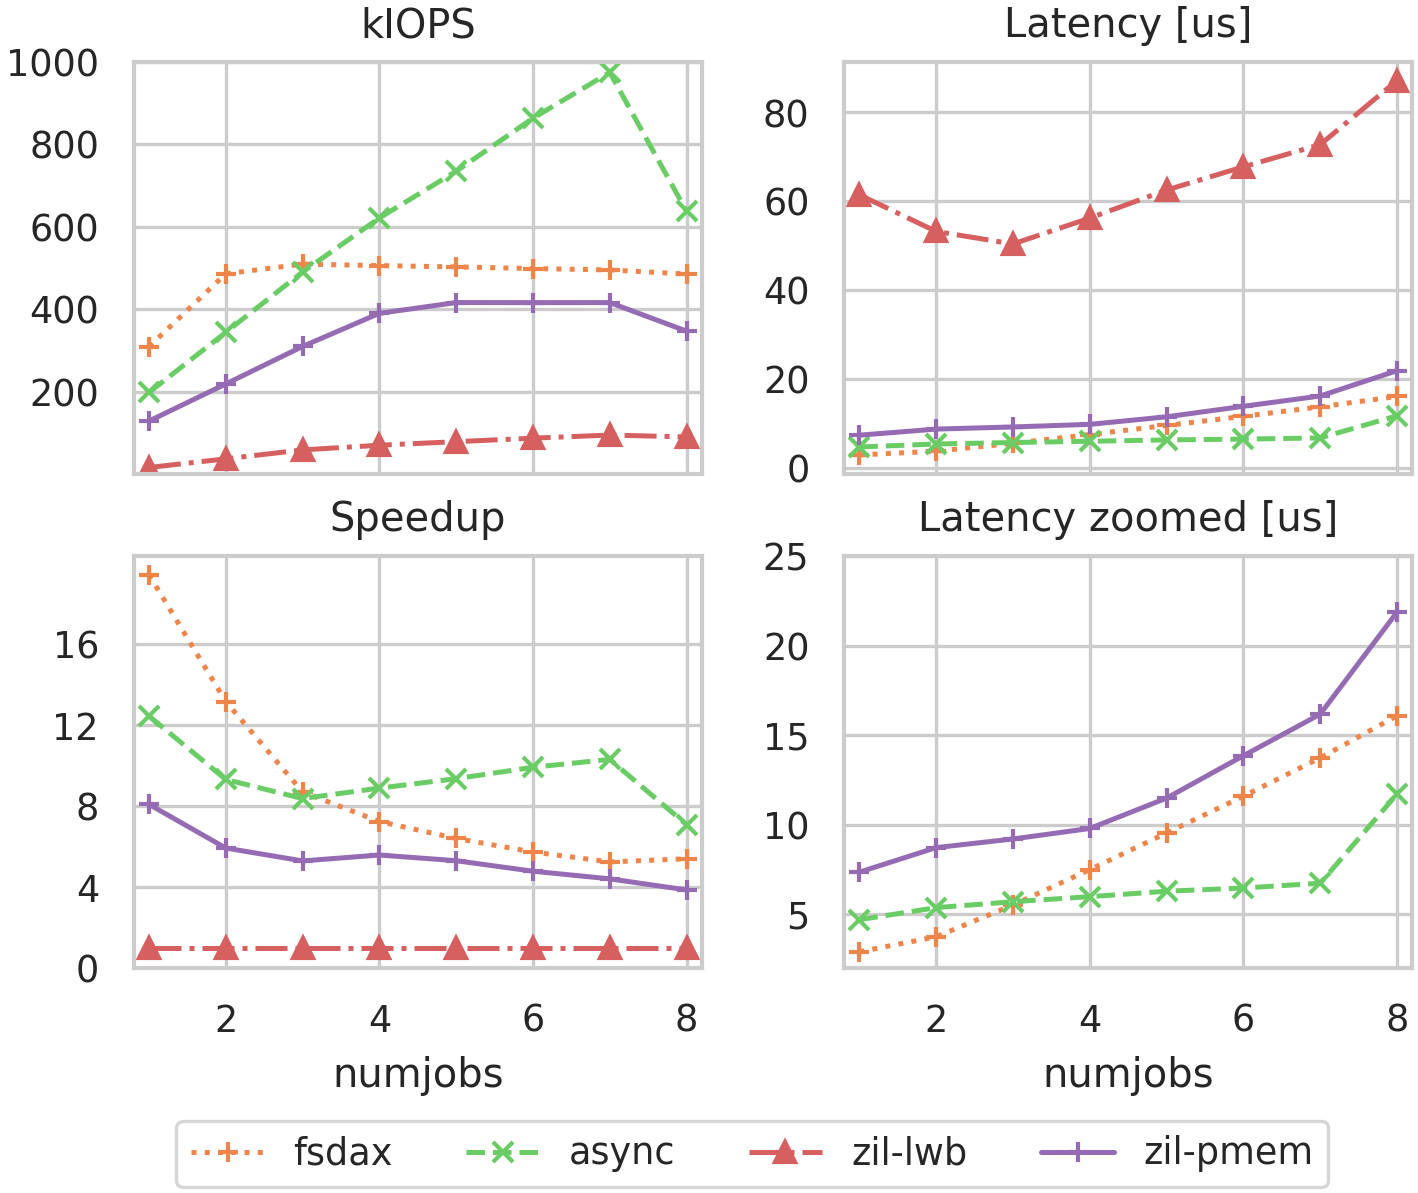 kIOPS
1000
800
600
400
200
Latency [us]
80
60
40
20
0
Speedup
16
12
8
4
0
2 4 6 8
numjobs
Latency zoomed [us]
25
20
15
10
5
2 4 6 8
numjobs
fsdax async zil-lwb zil-pmem